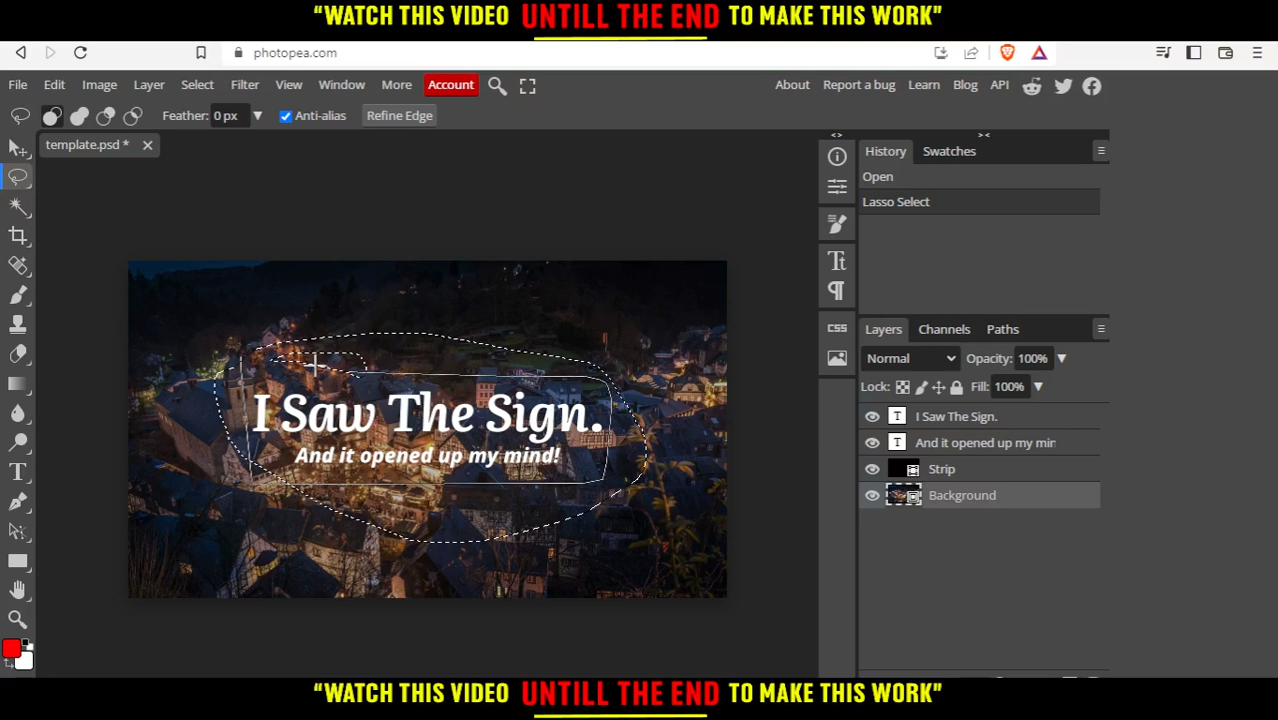 “WATCH THIS VIDEO UNTILL THE END TO MAKE THIS WORK”
photopea.com
File Edit Image Layer Select Filter View Window More Account About Report a bug Learn Blog API
Feather: 0 px Anti-alias Refine Edge
template.psd *
History Swatches
Open
Lasso Select
I Saw The Sign.
And it opened up my mind!
CSS
Layers Channels Paths
Normal Opacity: 100%
Lock: Fill: 100%
I Saw The Sign.
And it opened up my min
Strip
Background
“WATCH THIS VIDEO UNTILL THE END TO MAKE THIS WORK”